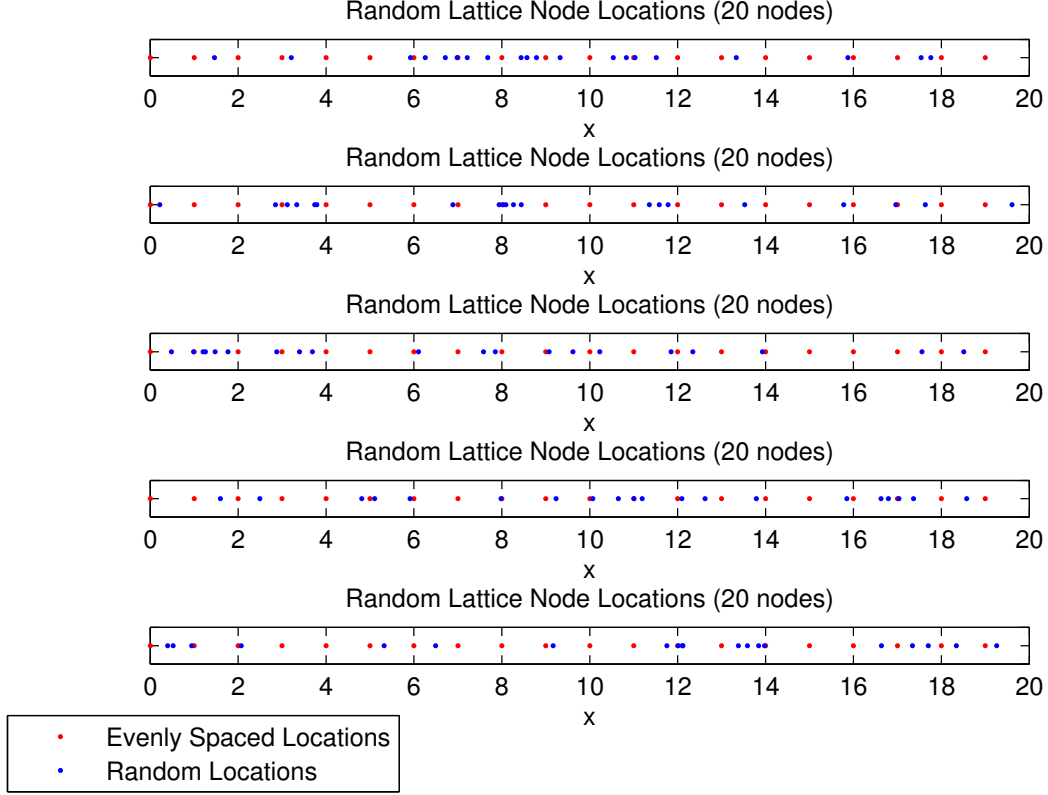 Random Lattice Node Locations (20 nodes)
0 2 4 6 8 10 12 14 16 18 20
x
Random Lattice Node Locations (20 nodes)
0 2 4 6 8 10 12 14 16 18 20
x
Random Lattice Node Locations (20 nodes)
0 2 4 6 8 10 12 14 16 18 20
x
Random Lattice Node Locations (20 nodes)
0 2 4 6 8 10 12 14 16 18 20
x
Random Lattice Node Locations (20 nodes)
0 2 4 6 8 10 12 14 16 18 20
x
Evenly Spaced Locations
Random Locations